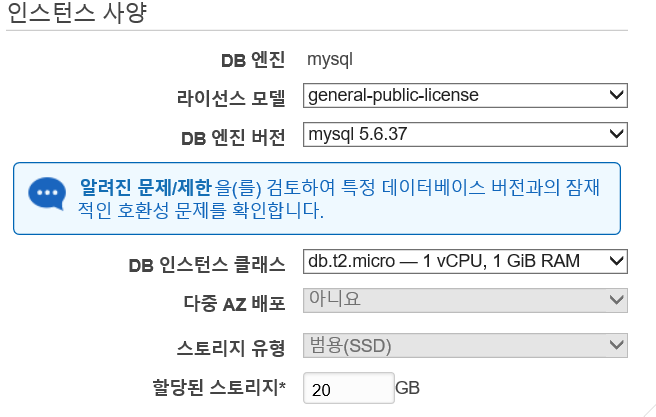 인스턴스 사양
DB 엔진 mysql
라이선스 모델 general-public-license
DB 엔진 버전 mysql 5.6.37
알려진 문제/제한을(를) 검토하여 특정 데이터베이스 버전과의 잠재
적인 호환성 문제를 확인합니다.
DB 인스턴스 클래스 db.t2.micro — 1 vCPU, 1 GiB RAM
다중 AZ 배포 아니요
스토리지 유형 범용(SSD)
할당된 스토리지* 20 GB